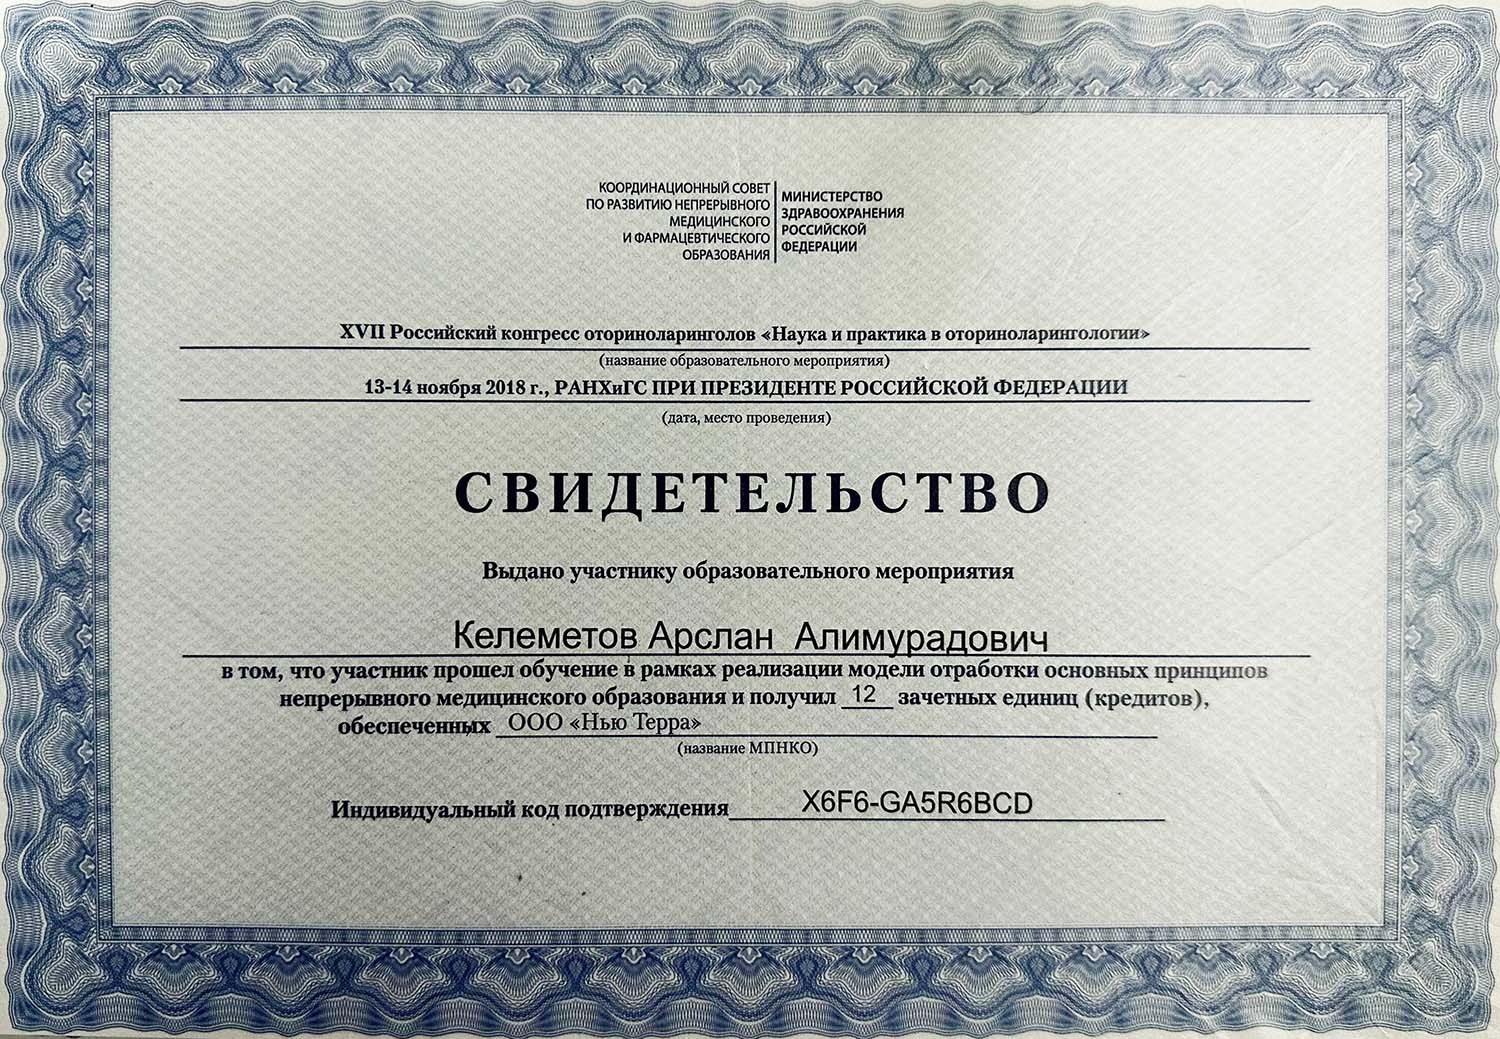 КООРДИНАЦИОННЫЙ СОВЕТ
ПО РАЗВИТИЮ НЕПРЕРЫВНОГО
МЕДИЦИНСКОГО
И ФАРМАЦЕВТИЧЕСКОГО
ОБРАЗОВАНИЯ
МИНИСТЕРСТВО
ЗДРАВООХРАНЕНИЯ
РОССИЙСКОЙ
ФЕДЕРАЦИИ
XVII Российский конгресс оториноларинголов «Наука и практика в оториноларингологии»
(название образовательного мероприятия)
13-14 ноября 2018 г., РАНХиГС ПРИ ПРЕЗИДЕНТЕ РОССИЙСКОЙ ФЕДЕРАЦИИ
(дата, место проведения)
СВИДЕТЕЛЬСТВО
Выдано участнику образовательного мероприятия
Келеметов Арслан Алимурадович
в том, что участник прошел обучение в рамках реализации модели отработки основных принципов
непрерывного медицинского образования и получил 12 зачетных единиц (кредитов),
обеспеченных ООО «Нью Терра»
(название МПНКО)
Индивидуальный код подтверждения X6F6-GA5R6BCD